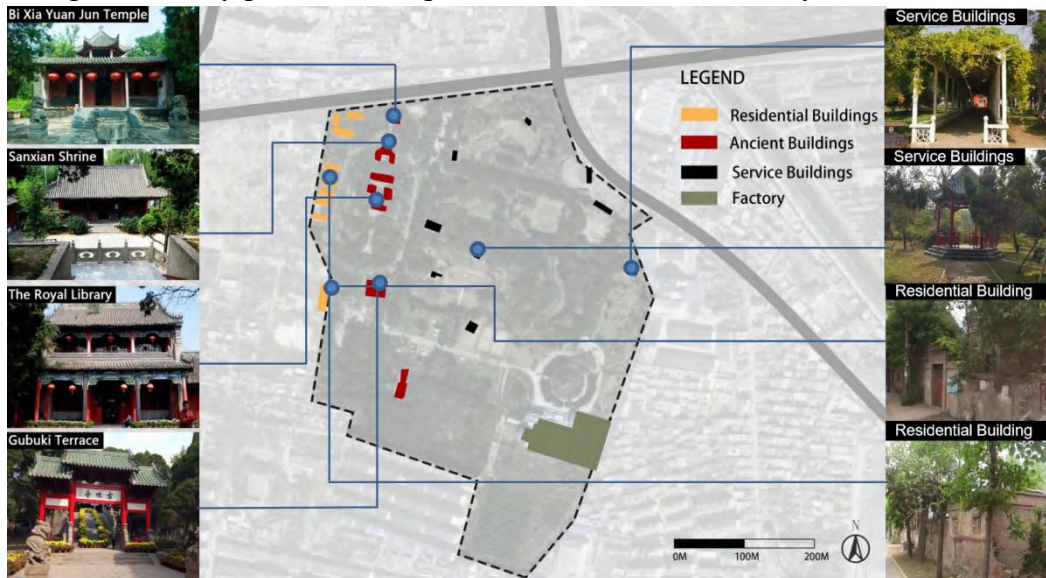 Bi Xia Yuan Jun Temple
Sanxian Shrine
The Royal Library
Gubuki Terrace
LEGEND
Residential Buildings
Ancient Buildings
Service Buildings
Factory
N
0M 100M 200M
Service Buildings
Service Buildings
Residential Building
Residential Building